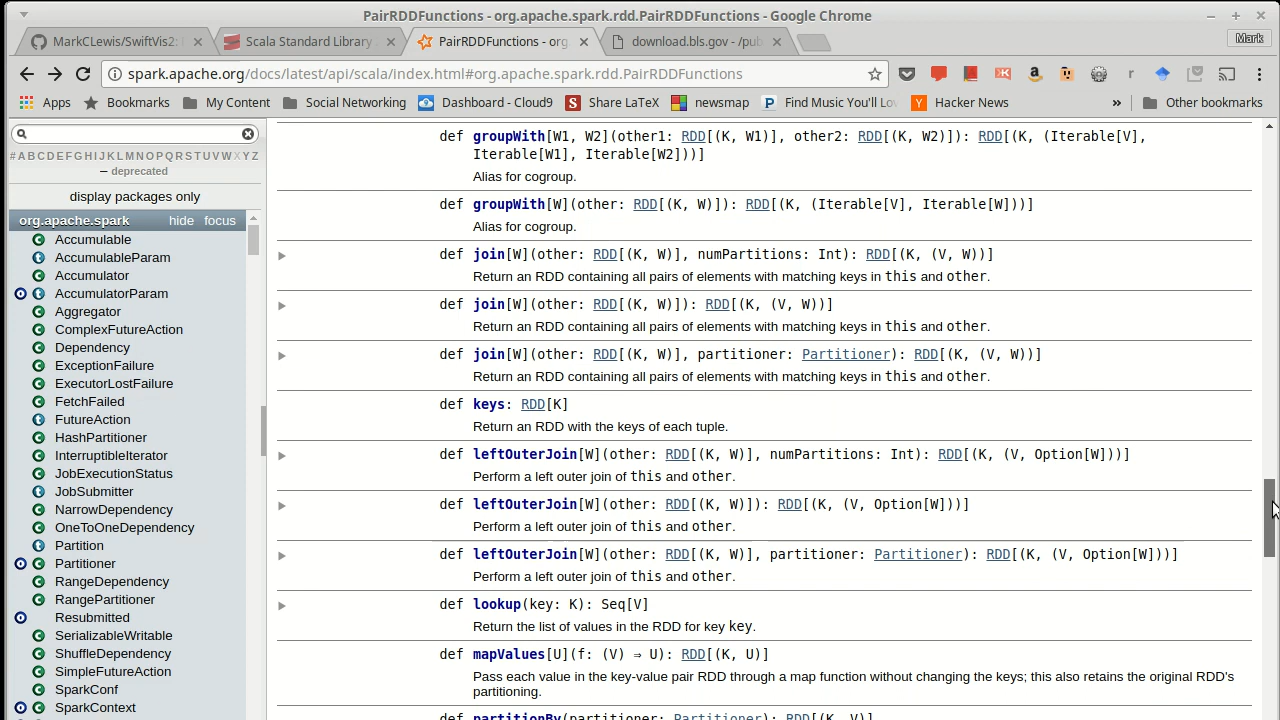 PairRDDFunctions - org.apache.spark.rdd.PairRDDFunctions - Google Chrome
MarkCLewis/SwiftVis2:
Scala Standard Library
PairRDDFunctions - org
download.bls.gov - /pub
Mark
spark.apache.org/docs/latest/api/scala/index.html#org.apache.spark.rdd.PairRDDFunctions
Apps Bookmarks My Content Social Networking Dashboard - Cloud9 Share LaTeX newsmap Find Music You'll Lo Hacker News » Other bookmarks
#ABCDEFGHIJKLMNOPQRSTUVWXYZ
– deprecated
display packages only
org.apache.spark hide focus
Accumulable
AccumulableParam
Accumulator
AccumulatorParam
Aggregator
ComplexFutureAction
Dependency
ExceptionFailure
ExecutorLostFailure
FetchFailed
FutureAction
HashPartitioner
InterruptibleIterator
JobExecutionStatus
JobSubmitter
NarrowDependency
OneToOneDependency
Partition
Partitioner
RangeDependency
RangePartitioner
Resubmitted
SerializableWritable
ShuffleDependency
SimpleFutureAction
SparkConf
SparkContext
def groupWith[W1, W2](other1: RDD[(K, W1)], other2: RDD[(K, W2)]): RDD[(K, (Iterable[V],
Iterable[W1], Iterable[W2]))]
Alias for cogroup.
def groupWith[W](other: RDD[(K, W)]): RDD[(K, (Iterable[V], Iterable[W]))]
Alias for cogroup.
def join[W](other: RDD[(K, W)], numPartitions: Int): RDD[(K, (V, W))]
Return an RDD containing all pairs of elements with matching keys in this and other.
def join[W](other: RDD[(K, W)]): RDD[(K, (V, W))]
Return an RDD containing all pairs of elements with matching keys in this and other.
def join[W](other: RDD[(K, W)], partitioner: Partitioner): RDD[(K, (V, W))]
Return an RDD containing all pairs of elements with matching keys in this and other.
def keys: RDD[K]
Return an RDD with the keys of each tuple.
def leftOuterJoin[W](other: RDD[(K, W)], numPartitions: Int): RDD[(K, (V, Option[W]))]
Perform a left outer join of this and other.
def leftOuterJoin[W](other: RDD[(K, W)]): RDD[(K, (V, Option[W]))]
Perform a left outer join of this and other.
def leftOuterJoin[W](other: RDD[(K, W)], partitioner: Partitioner): RDD[(K, (V, Option[W]))]
Perform a left outer join of this and other.
def lookup(key: K): Seq[V]
Return the list of values in the RDD for key key.
def mapValues[U](f: (V) ⇒ U): RDD[(K, U)]
Pass each value in the key-value pair RDD through a map function without changing the keys; this also retains the original RDD's
partitioning.
def partitionBy(partitioner: Partitioner): RDD[(K, V)]